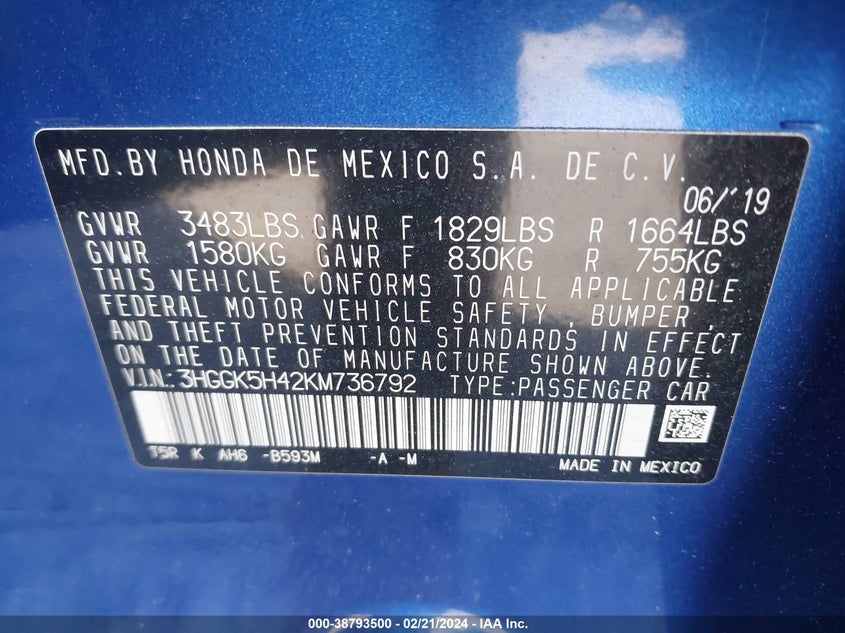 MFD.BY HONDA DE MEXICO S.A. DE C.V.
06/'19
GVWR 3483LBS GAWR F 1829LBS R 1664LBS
GVWR 1580KG GAWR F 830KG R 755KG
THIS VEHICLE CONFORMS TO ALL APPLICABLE
FEDERAL MOTOR VEHICLE SAFETY, BUMPER,
AND THEFT PREVENTION STANDARDS IN EFFECT
ON THE DATE OF MANUFACTURE SHOWN ABOVE.
V.I.N.:3HGGK5H42KM736792 TYPE:PASSENGER CAR
T5R K AH6 -B593M -A -M
MADE IN MEXICO
000-38793500 - 02/21/2024 - IAA Inc.